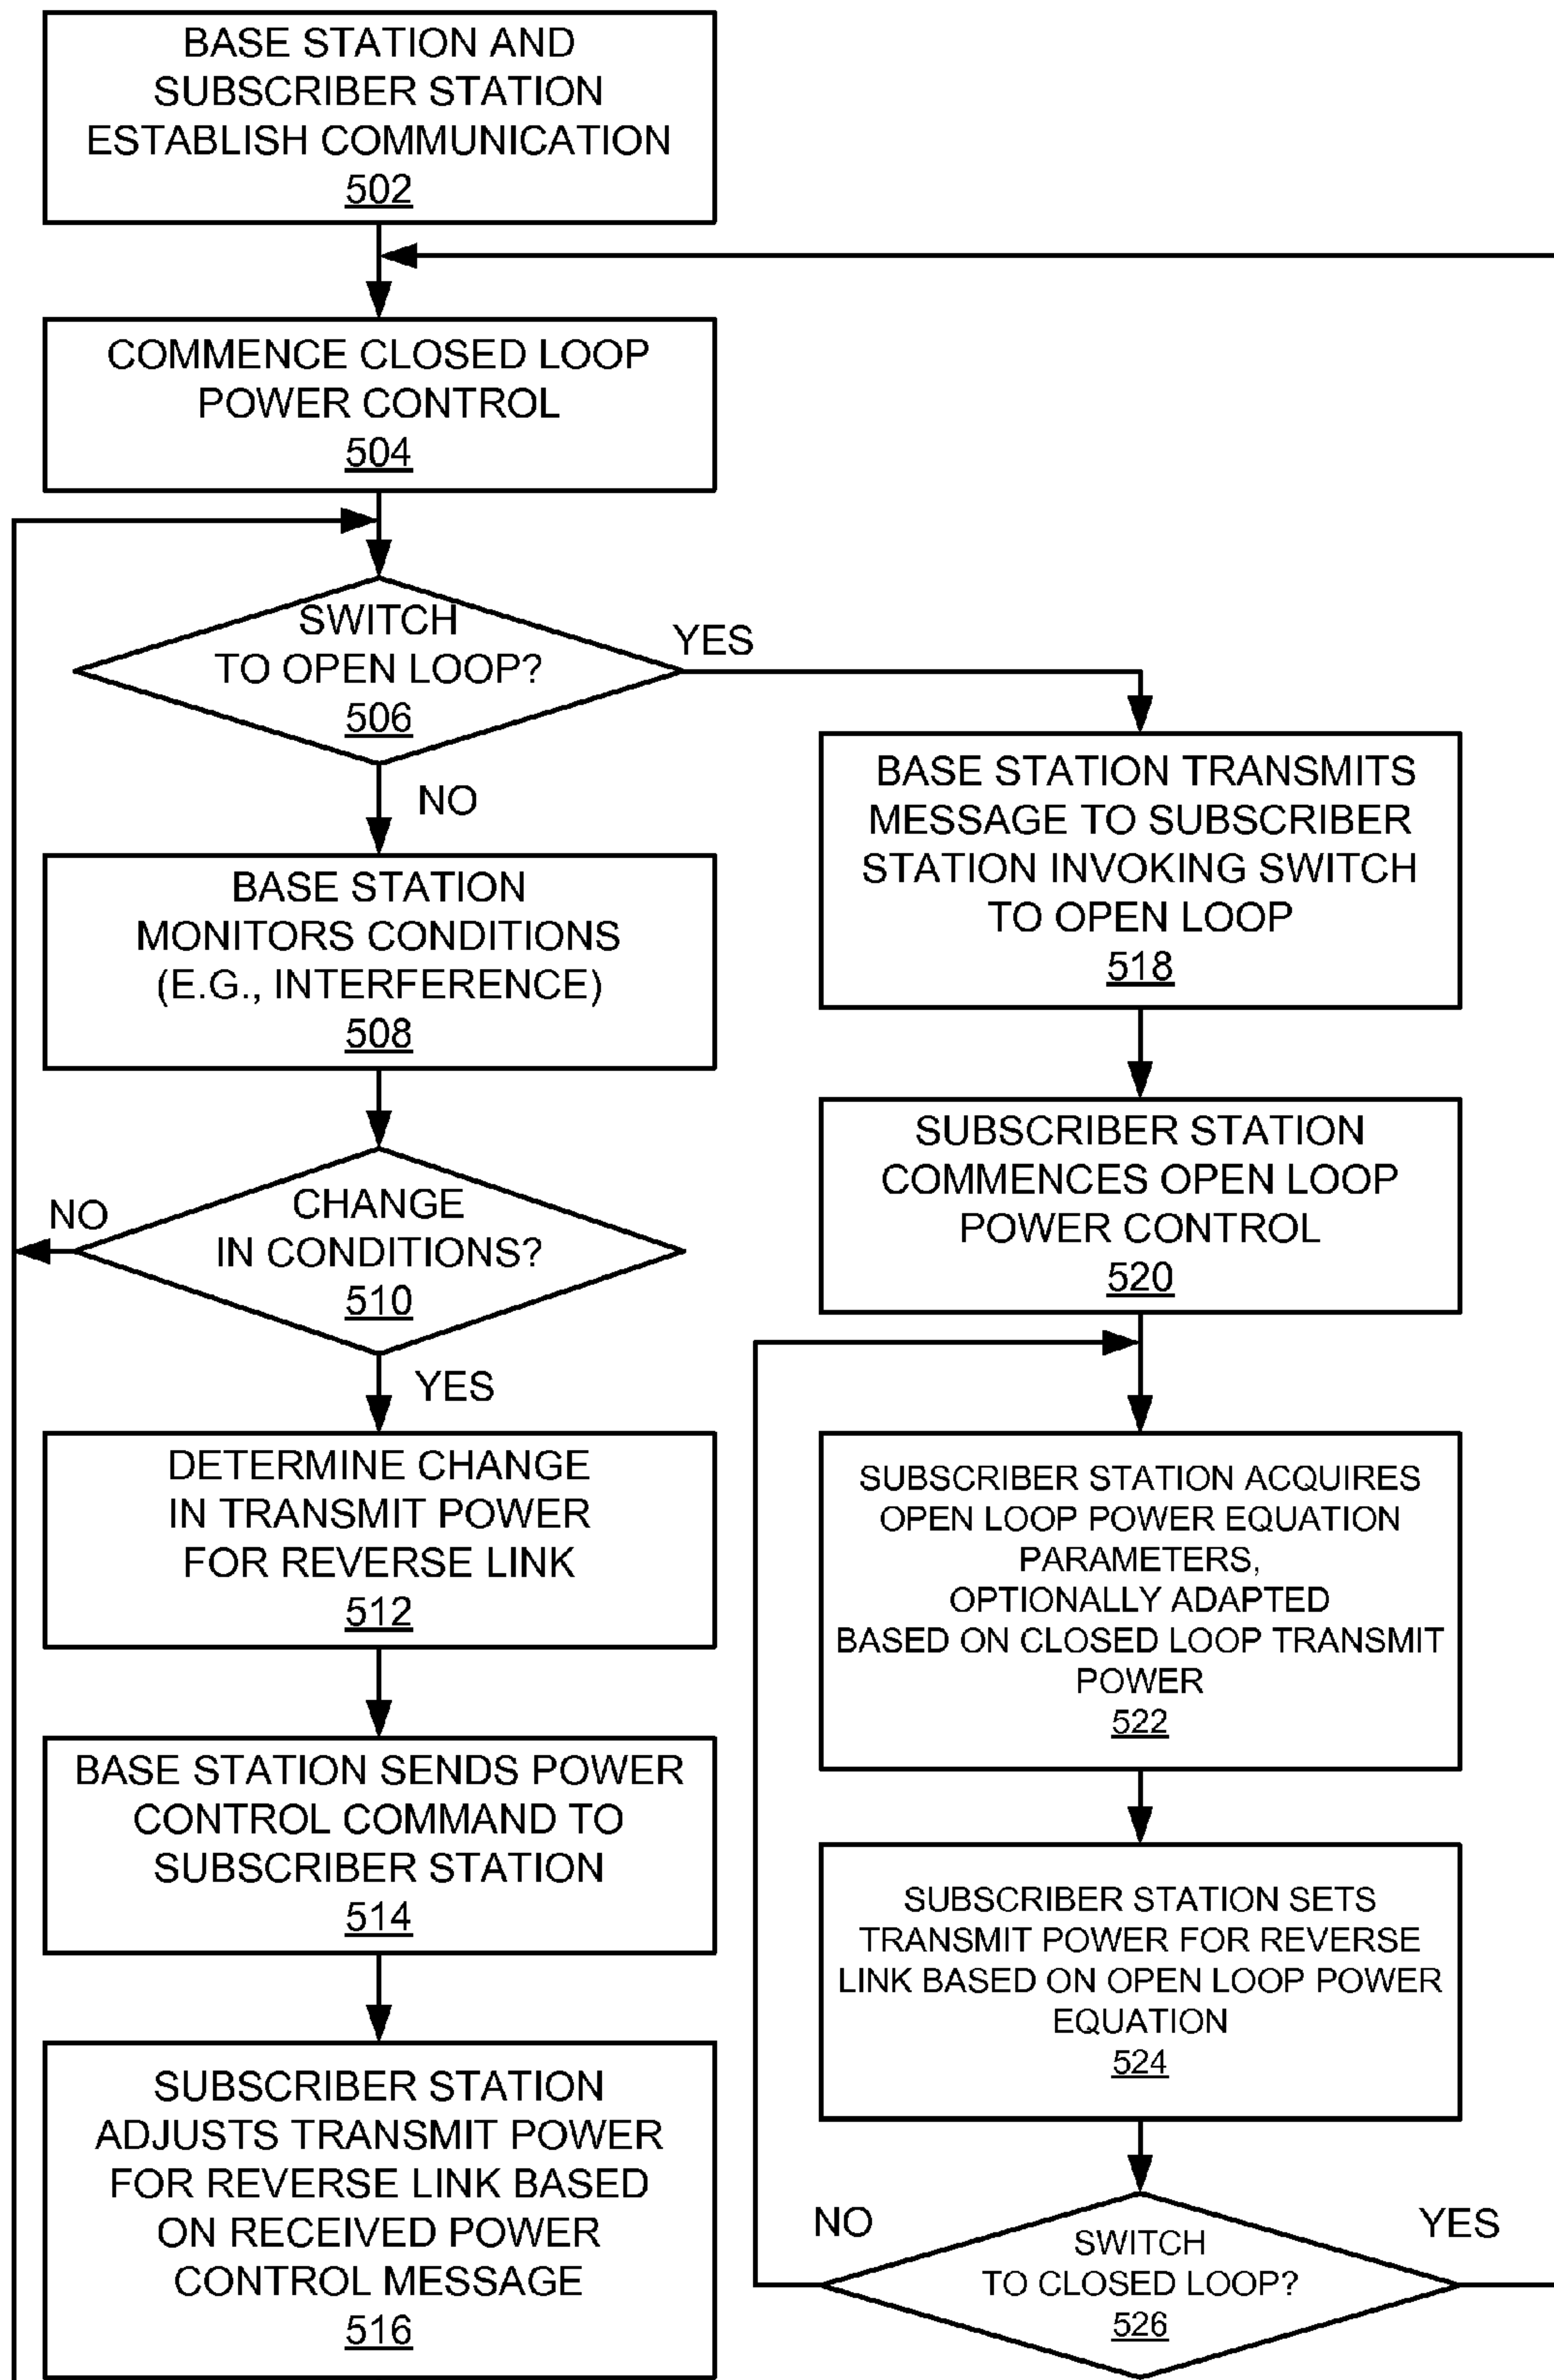 BASE STATION AND
SUBSCRIBER STATION
ESTABLISH COMMUNICATION
502
COMMENCE CLOSED LOOP
POWER CONTROL
504
SWITCH
TO OPEN LOOP?
506
YES
NO
BASE STATION
MONITORS CONDITIONS
(E.G., INTERFERENCE)
508
CHANGE
IN CONDITIONS?
510
NO
YES
DETERMINE CHANGE
IN TRANSMIT POWER
FOR REVERSE LINK
512
BASE STATION SENDS POWER
CONTROL COMMAND TO
SUBSCRIBER STATION
514
SUBSCRIBER STATION
ADJUSTS TRANSMIT POWER
FOR REVERSE LINK BASED
ON RECEIVED POWER
CONTROL MESSAGE
516
BASE STATION TRANSMITS
MESSAGE TO SUBSCRIBER
STATION INVOKING SWITCH
TO OPEN LOOP
518
SUBSCRIBER STATION
COMMENCES OPEN LOOP
POWER CONTROL
520
SUBSCRIBER STATION ACQUIRES
OPEN LOOP POWER EQUATION
PARAMETERS,
OPTIONALLY ADAPTED
BASED ON CLOSED LOOP TRANSMIT
POWER
522
SUBSCRIBER STATION SETS
TRANSMIT POWER FOR REVERSE
LINK BASED ON OPEN LOOP POWER
EQUATION
524
SWITCH
TO CLOSED LOOP?
526
NO
YES